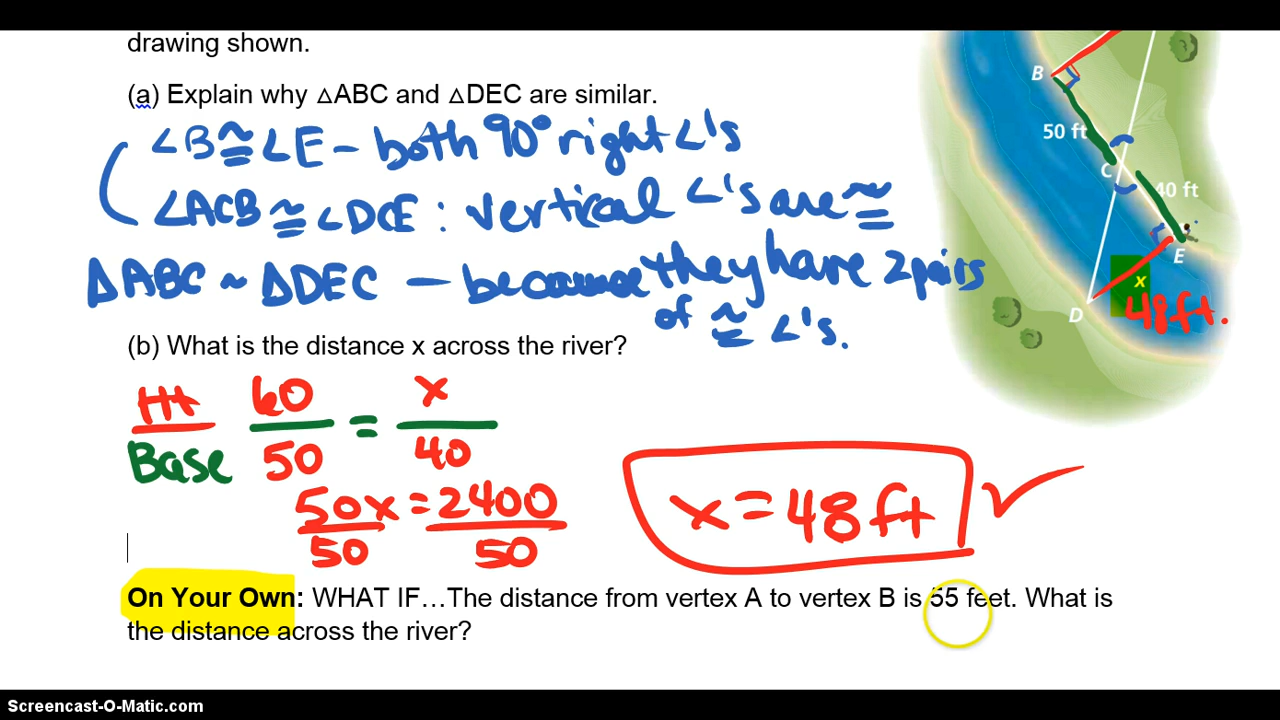 drawing shown.
(a) Explain why △ABC and △DEC are similar.
∠B ≅ ∠E – both 90° right ∠'s
∠ACB ≅ ∠DCE : vertical ∠'s are ≅
△ABC ~ △DEC – because they have 2 pairs
of ≅ ∠'s.
(b) What is the distance x across the river?
Ht 60 = x
Base 50 40
50x = 2400
50 50
x = 48 ft ✓
On Your Own: WHAT IF…The distance from vertex A to vertex B is 55 feet. What is
the distance across the river?
B
50 ft
C
40 ft
E
x
D
48 ft.
Screencast-O-Matic.com